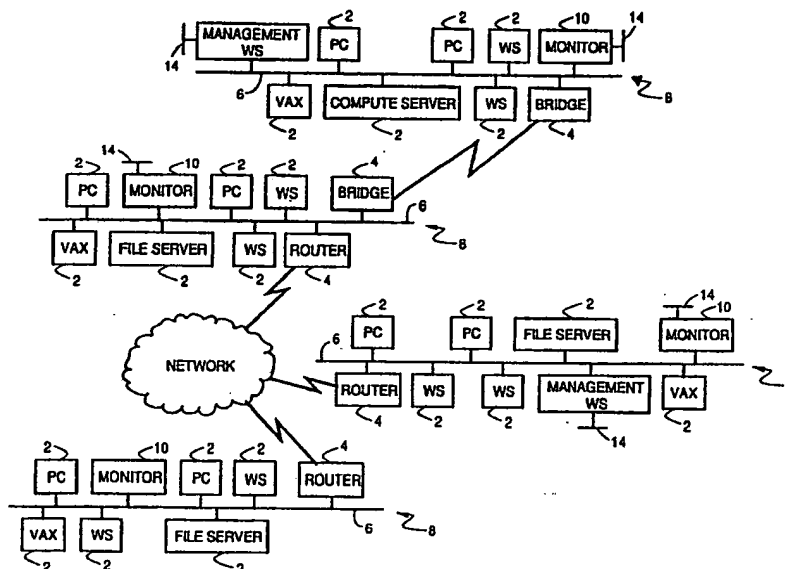 2 2 2 10 14
MANAGEMENT WS PC PC WS MONITOR
14 6 8
VAX COMPUTE SERVER WS BRIDGE
2 2 2 4
14
2 10 2 2 4
PC MONITOR PC WS BRIDGE
6
8
VAX FILE SERVER WS ROUTER
2 2 2 4
14
2 2 2 10
PC PC FILE SERVER MONITOR
6
NETWORK
ROUTER WS WS MANAGEMENT WS VAX
4 2 2 2
14
2 10 2 2 4
PC MONITOR PC WS ROUTER
6 8
VAX WS FILE SERVER
2 2 2